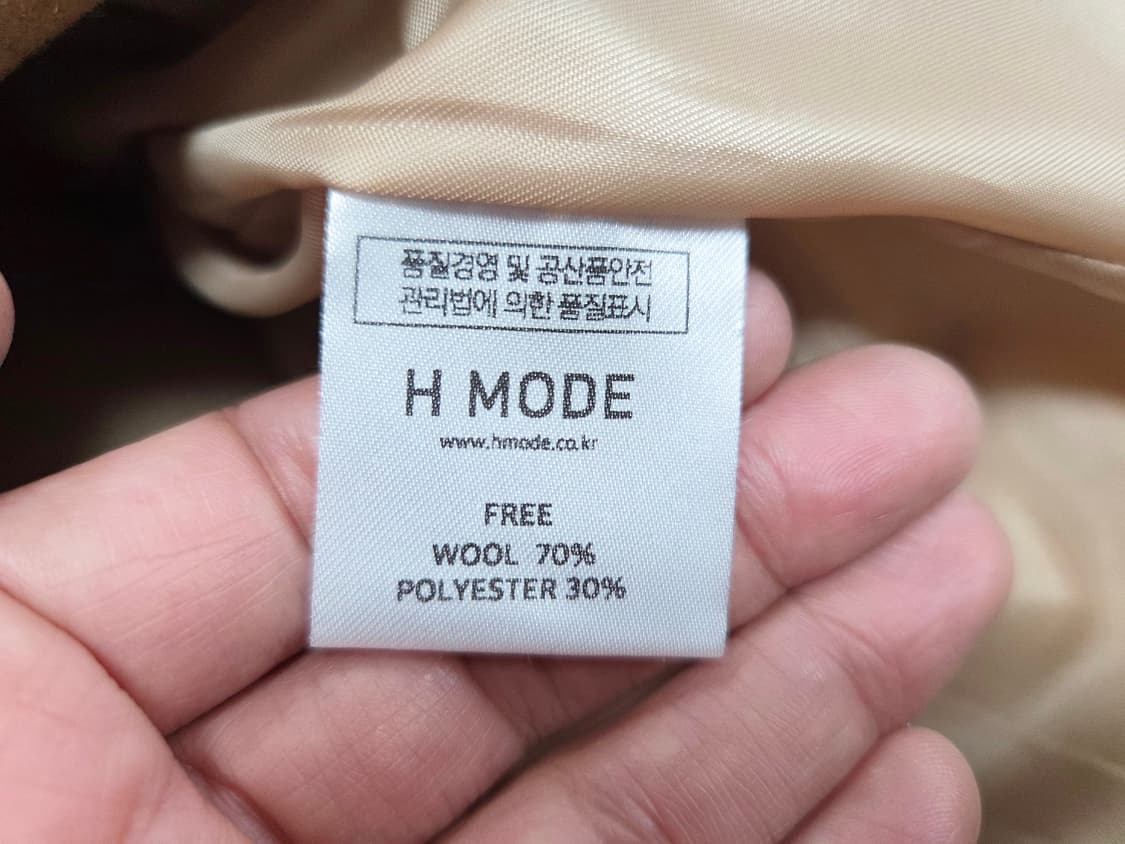 품질경영 및 공산품안전
관리법에 의한 품질표시
H MODE
www.hmode.co.kr
FREE
WOOL 70%
POLYESTER 30%